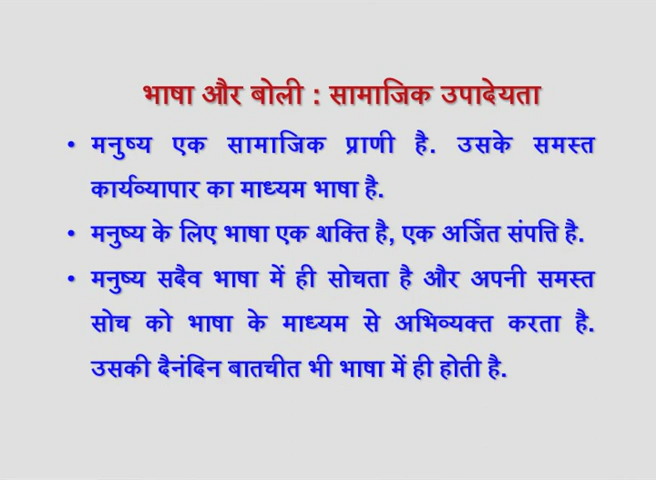 भाषा और बोली : सामाजिक उपादेयता
• मनुष्य एक सामाजिक प्राणी है. उसके समस्त
कार्यव्यापार का माध्यम भाषा है.
• मनुष्य के लिए भाषा एक शक्ति है, एक अर्जित संपत्ति है.
• मनुष्य सदैव भाषा में ही सोचता है और अपनी समस्त
सोच को भाषा के माध्यम से अभिव्यक्त करता है.
उसकी दैनंदिन बातचीत भी भाषा में ही होती है.